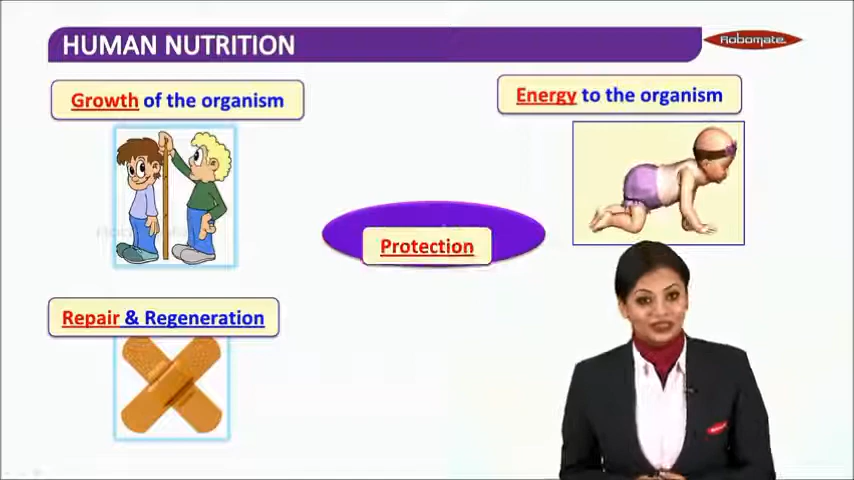 HUMAN NUTRITION
Robomate
Growth of the organism
Energy to the organism
Protection
Repair & Regeneration